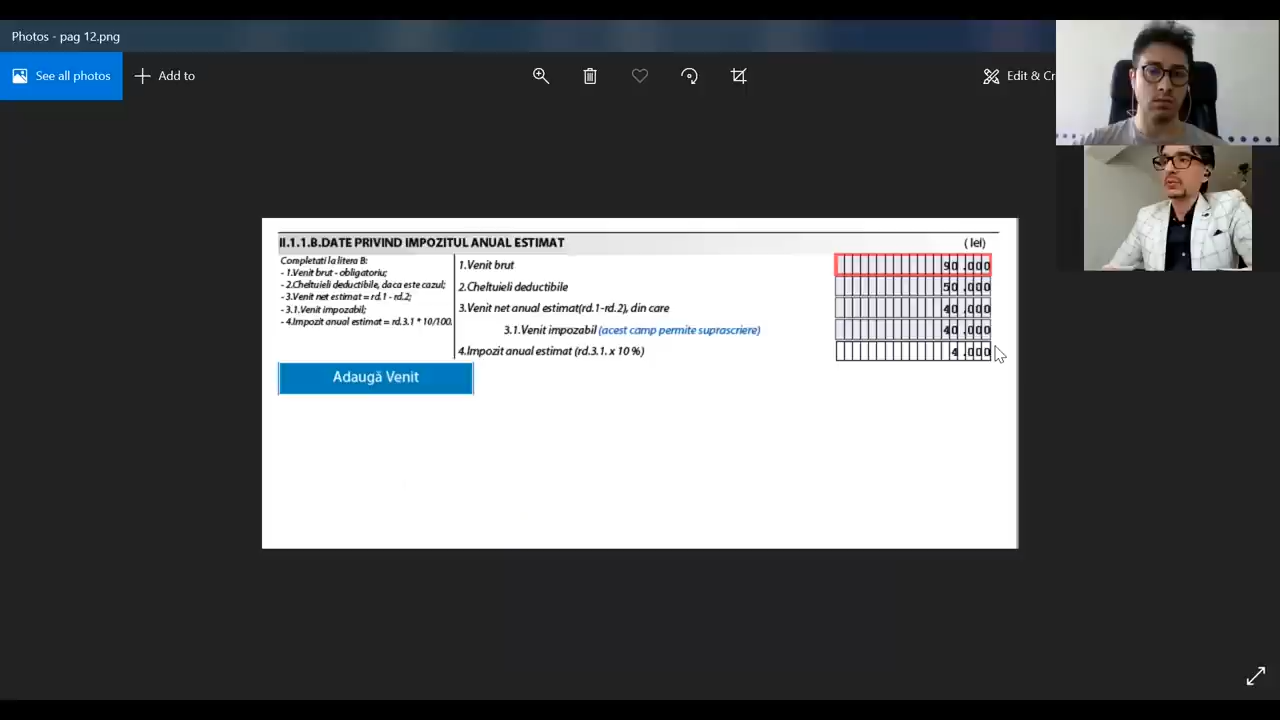 Photos - pag 12.png
See all photos
Add to
Edit & Cr
II.1.1.B.DATE PRIVIND IMPOZITUL ANUAL ESTIMAT
( lei)
Completati la litera B:
- 1.Venit brut - obligatoriu;
- 2.Cheltuieli deductibile, daca este cazul;
- 3.Venit net estimat = rd.1 - rd.2;
- 3.1.Venit impozabil;
- 4.Impozit anual estimat = rd.3.1 * 10/100.
1.Venit brut
90.000
2.Cheltuieli deductibile
50.000
3.Venit net anual estimat(rd.1-rd.2), din care
40.000
3.1.Venit impozabil (acest camp permite suprascriere)
40.000
4.Impozit anual estimat (rd.3.1. x 10 %)
4.000
Adaugă Venit